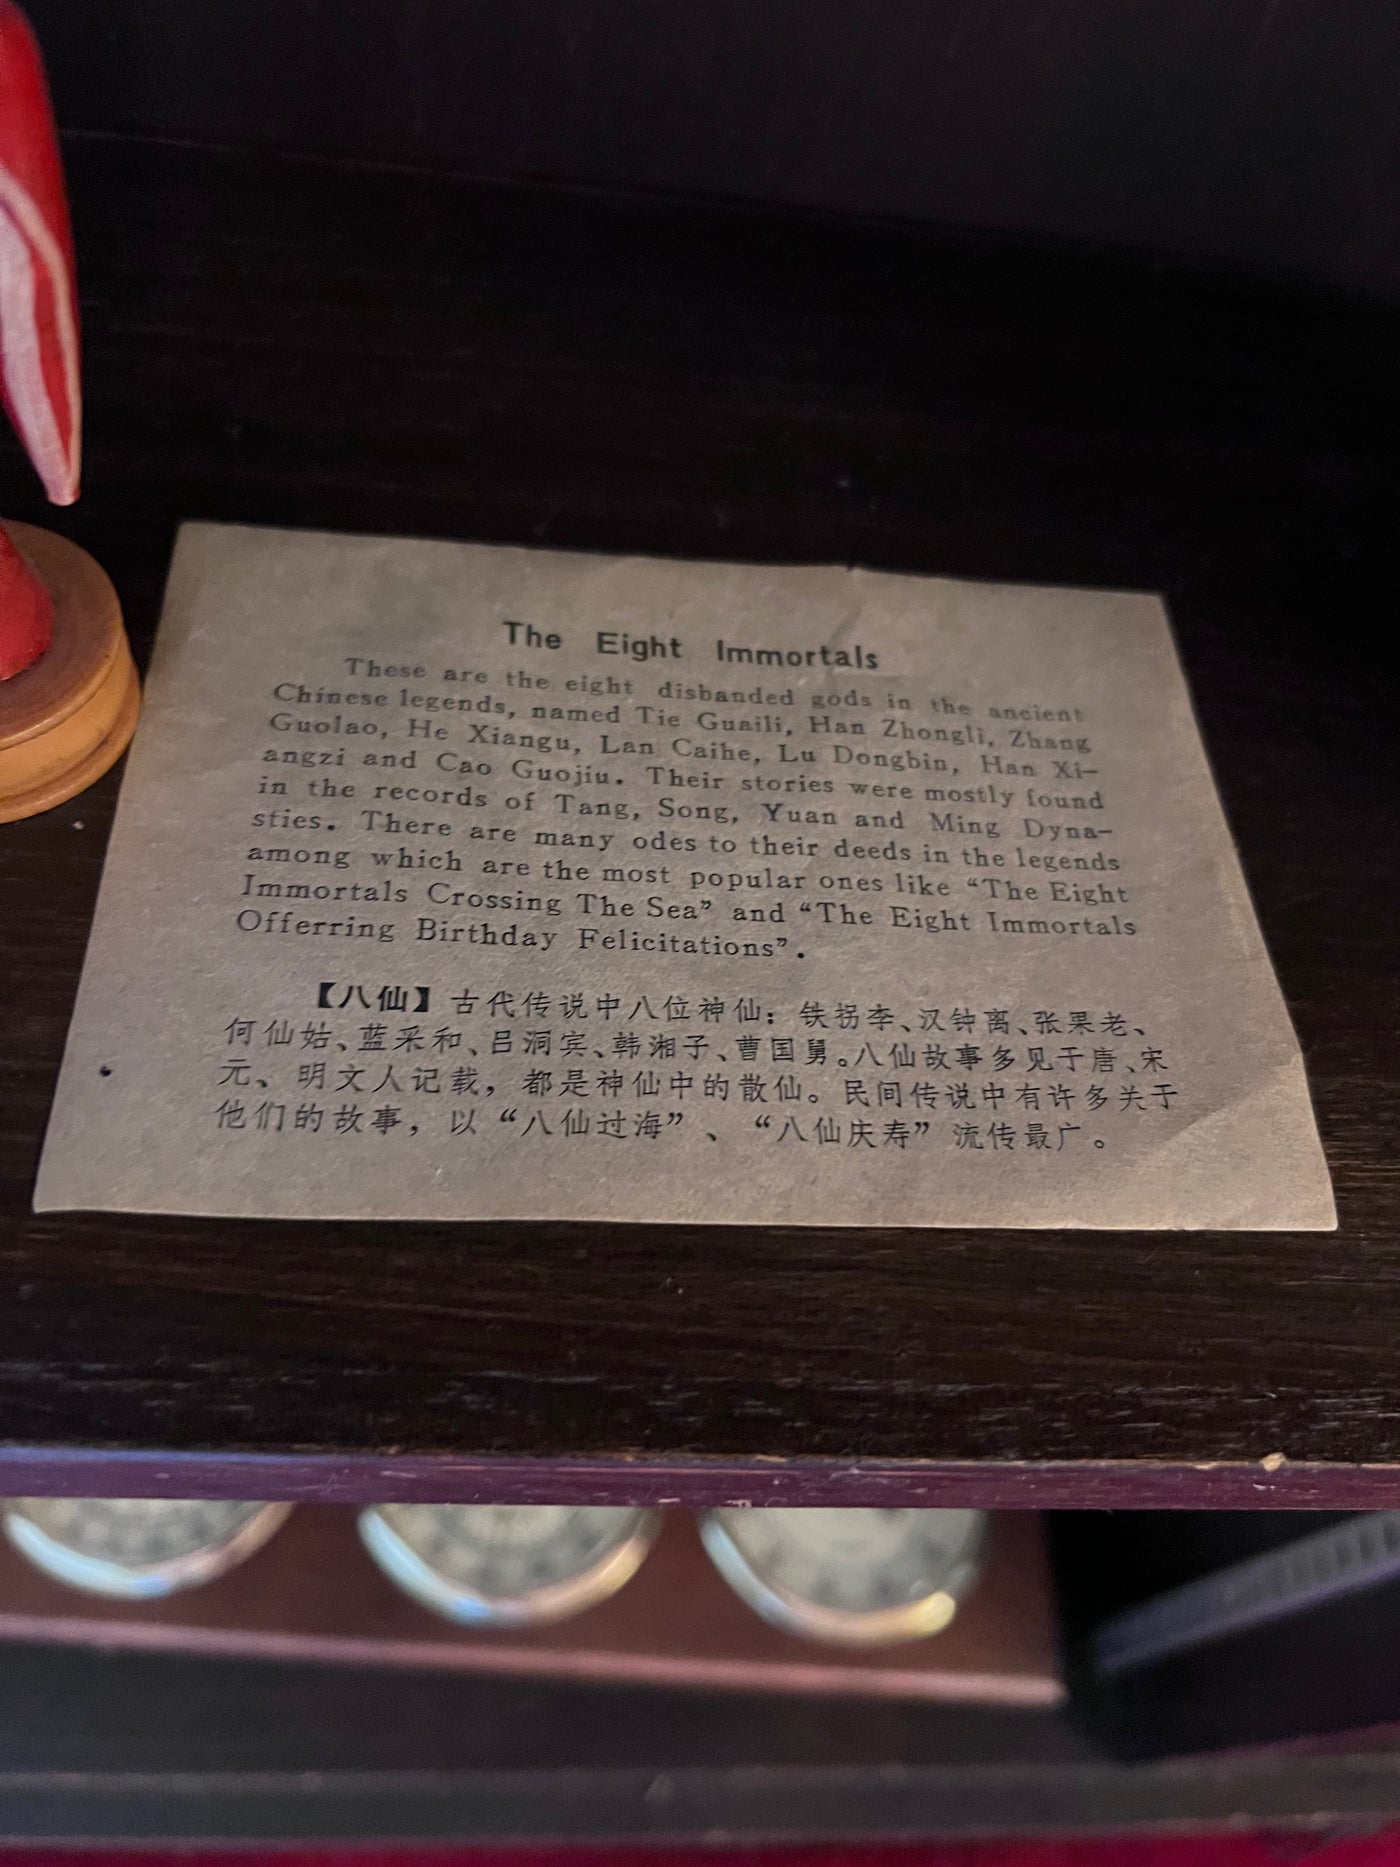 The Eight Immortals
These are the eight disbanded gods in the ancient
Chinese legends, named Tie Guaili, Han Zhongli, Zhang
Guolao, He Xiangu, Lan Caihe, Lu Dongbin, Han Xi-
angzi and Cao Guojiu. Their stories were mostly found
in the records of Tang, Song, Yuan and Ming Dyna-
sties. There are many odes to their deeds in the legends
among which are the most popular ones like “The Eight
Immortals Crossing The Sea” and “The Eight Immortals
Offerring Birthday Felicitations”.
【八仙】古代传说中八位神仙：铁拐李、汉钟离、张果老、
何仙姑、蓝采和、吕洞宾、韩湘子、曹国舅。八仙故事多见于唐、宋
元、明文人记载，都是神仙中的散仙。民间传说中有许多关于
他们的故事，以“八仙过海”、“八仙庆寿”流传最广。